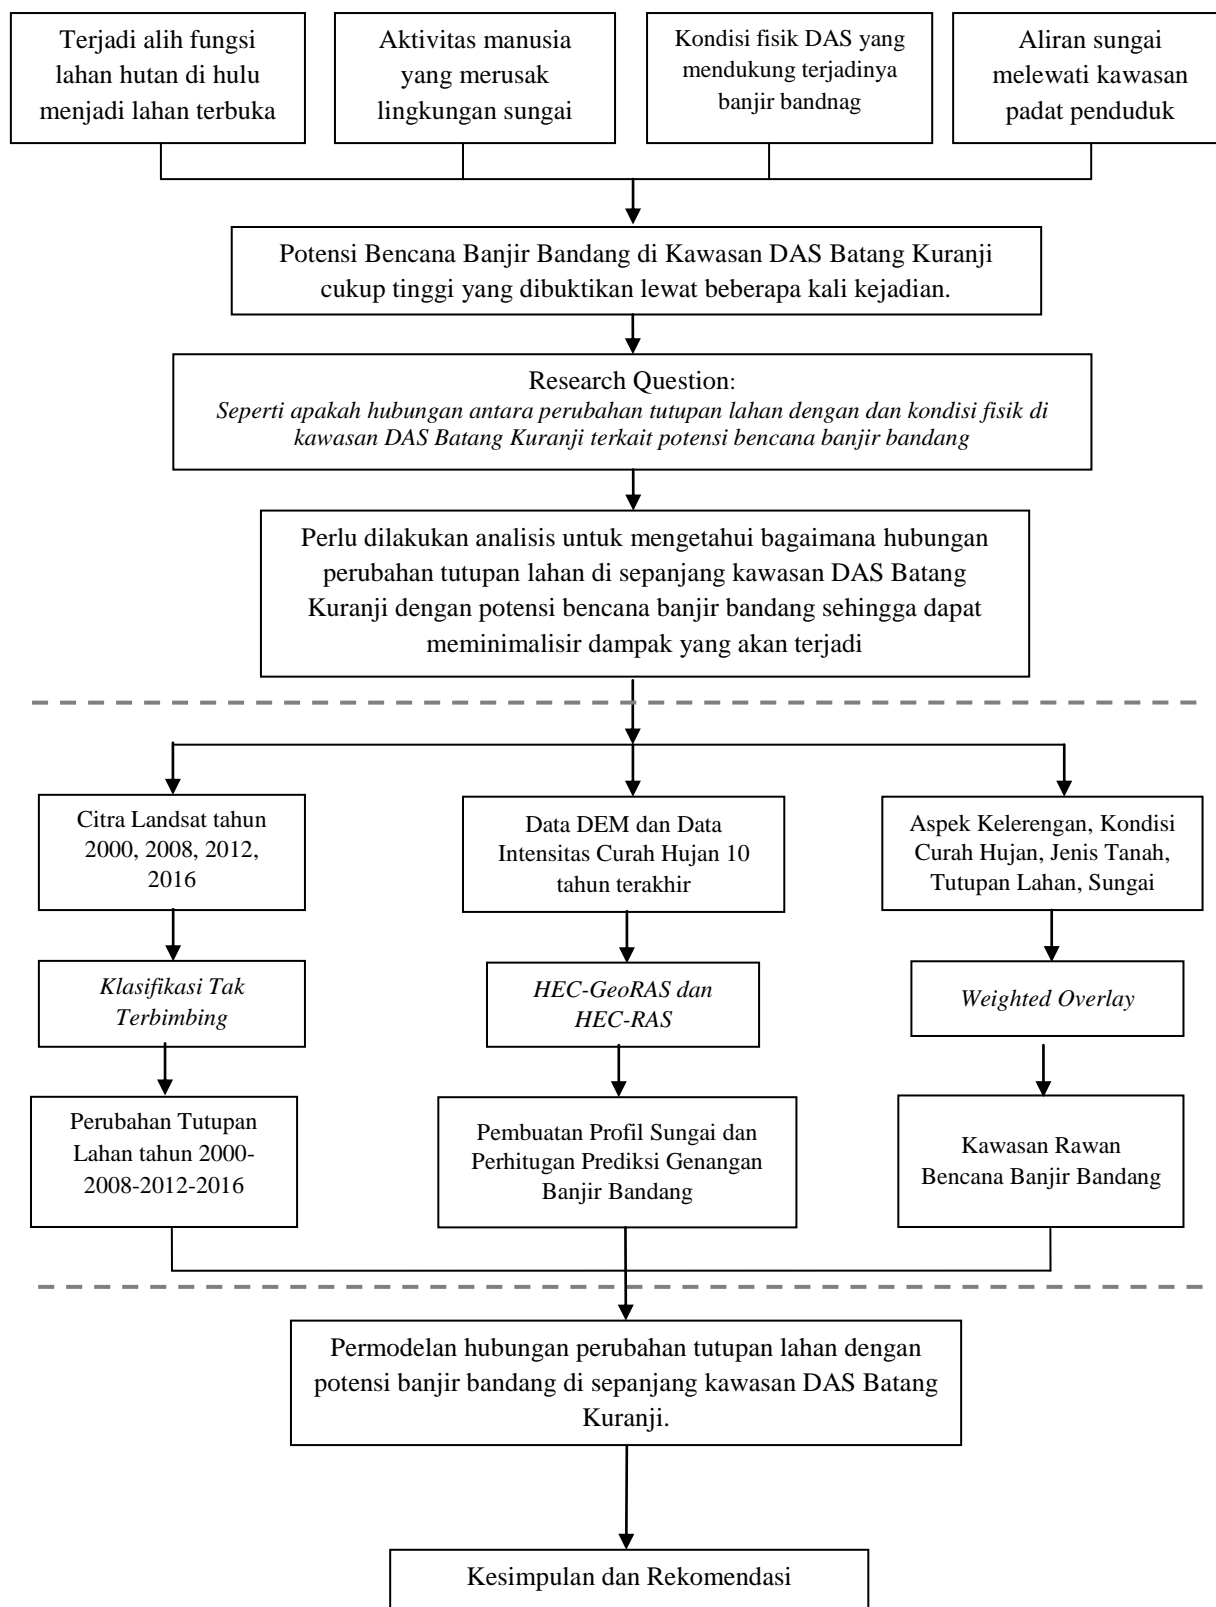 Terjadi alih fungsi
lahan hutan di hulu
menjadi lahan terbuka
Aktivitas manusia
yang merusak
lingkungan sungai
Kondisi fisik DAS yang
mendukung terjadinya
banjir bandnag
Aliran sungai
melewati kawasan
padat penduduk
Potensi Bencana Banjir Bandang di Kawasan DAS Batang Kuranji
cukup tinggi yang dibuktikan lewat beberapa kali kejadian.
Research Question:
Seperti apakah hubungan antara perubahan tutupan lahan dengan dan kondisi fisik di
kawasan DAS Batang Kuranji terkait potensi bencana banjir bandang
Perlu dilakukan analisis untuk mengetahui bagaimana hubungan
perubahan tutupan lahan di sepanjang kawasan DAS Batang
Kuranji dengan potensi bencana banjir bandang sehingga dapat
meminimalisir dampak yang akan terjadi
Citra Landsat tahun
2000, 2008, 2012,
2016
Data DEM dan Data
Intensitas Curah Hujan 10
tahun terakhir
Aspek Kelerengan, Kondisi
Curah Hujan, Jenis Tanah,
Tutupan Lahan, Sungai
Klasifikasi Tak
Terbimbing
HEC-GeoRAS dan
HEC-RAS
Weighted Overlay
Perubahan Tutupan
Lahan tahun 2000-
2008-2012-2016
Pembuatan Profil Sungai dan
Perhitugan Prediksi Genangan
Banjir Bandang
Kawasan Rawan
Bencana Banjir Bandang
Permodelan hubungan perubahan tutupan lahan dengan
potensi banjir bandang di sepanjang kawasan DAS Batang
Kuranji.
Kesimpulan dan Rekomendasi